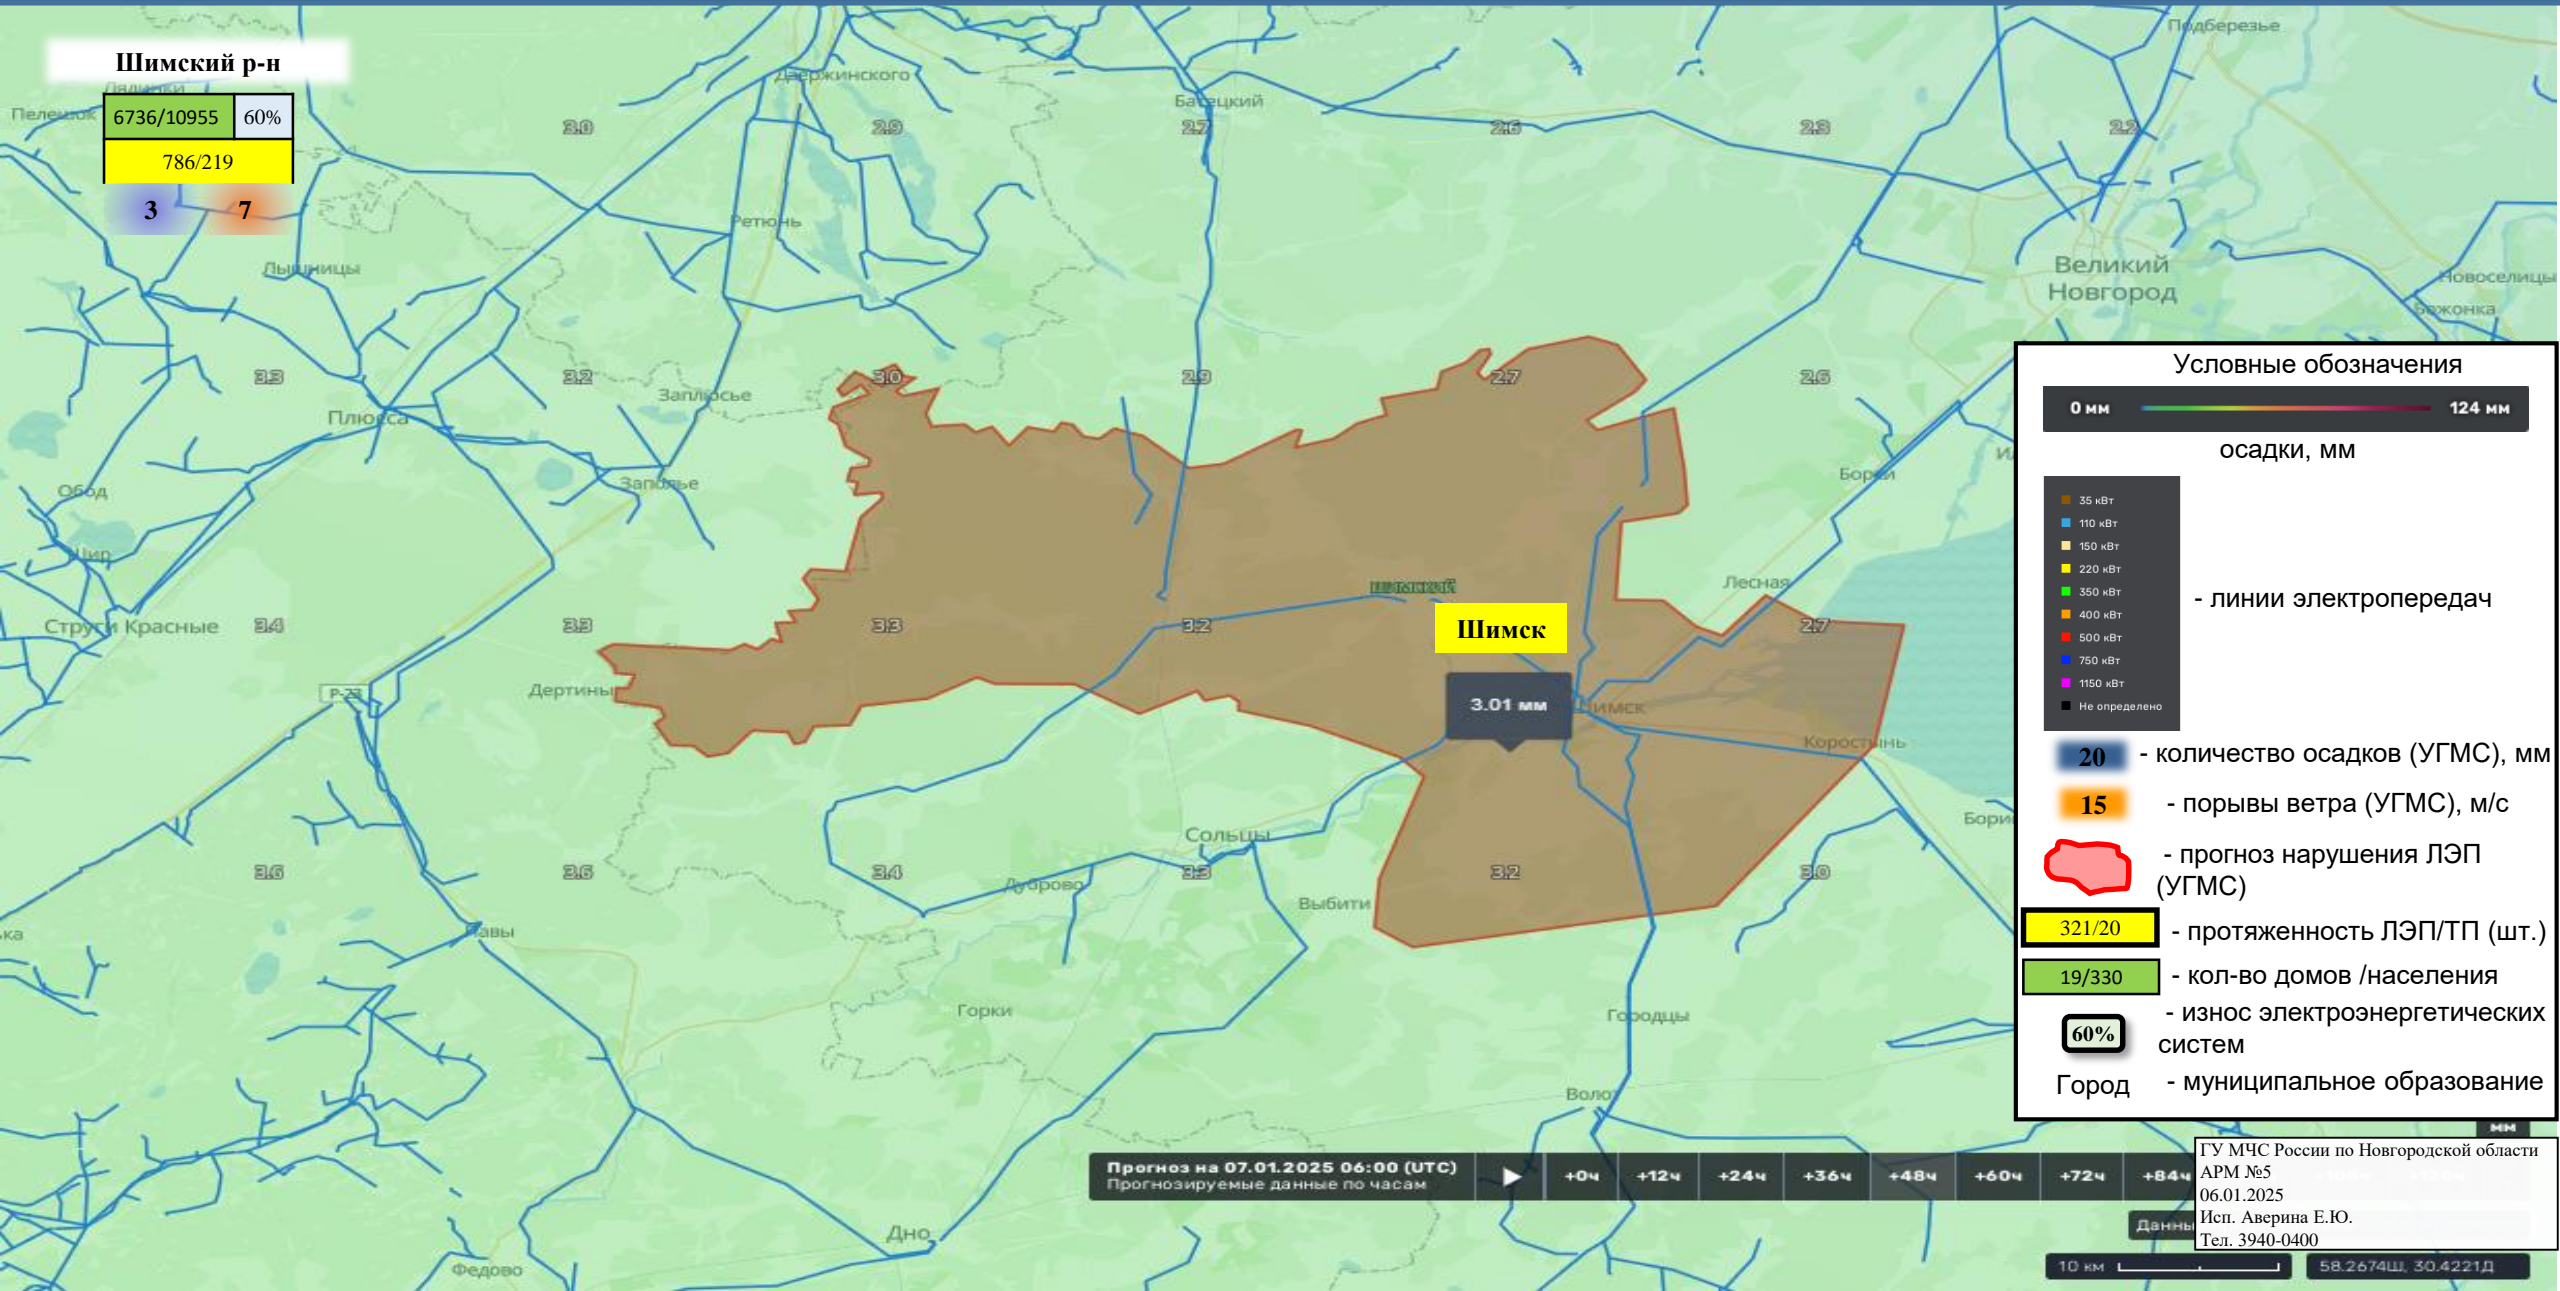 Подберезье
Шимский р-н
Дзержинского
Пелешок
6736/10955 60%
Батецкий
3.0 2.9 2.7 2.6 2.3 2.2
786/219
3 7
Ретюнь
Лышницы
Великий
Новгород
Новоселицы
Божонка
Условные обозначения
3.3 3.2 3.0 2.9 2.7 2.6
Заплюсье
0 мм 124 мм
Плюсса
осадки, мм
Заполье
Обод
35 кВт
110 кВт
150 кВт
220 кВт
350 кВт
400 кВт
500 кВт
750 кВт
1150 кВт
Не определено
- линии электропередач
Лесная
Струги Красные
3.4 3.3 3.3 3.2 2.7
Шимск
Дертины
Р-23
3.01 мм
Шимск
Коростынь
20 - количество осадков (УГМС), мм
15 - порывы ветра (УГМС), м/с
Сольцы
- прогноз нарушения ЛЭП
(УГМС)
3.6 3.6 3.4 3.3 3.2 3.0
Дуброво
Выбити
321/20 - протяженность ЛЭП/ТП (шт.)
19/330 - кол-во домов /населения
Горки
Городцы
60% - износ электроэнергетических
систем
Город - муниципальное образование
Волот
мм
Прогноз на 07.01.2025 06:00 (UTC)
Прогнозируемые данные по часам
+0ч +12ч +24ч +36ч +48ч +60ч +72ч +84ч
ГУ МЧС России по Новгородской области
АРМ №5
06.01.2025
Исп. Аверина Е.Ю.
Тел. 3940-0400
Дно
Федово
10 км
58.2674Ш, 30.4221Д